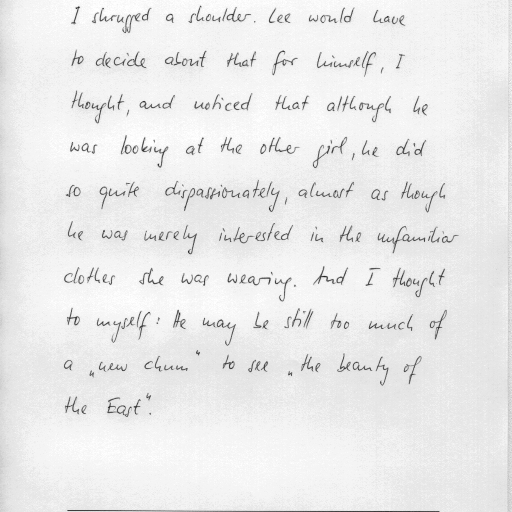 I shrugged a shoulder. Lee would have
to decide about that for himself, I
thought, and noticed that although he
was looking at the other girl, he did
so quite dispassionately, almost as though
he was merely interested in the unfamiliar
clothes she was wearing. And I thought
to myself: He may be still too much of
a „new chum“ to see „the beauty of
the East“.